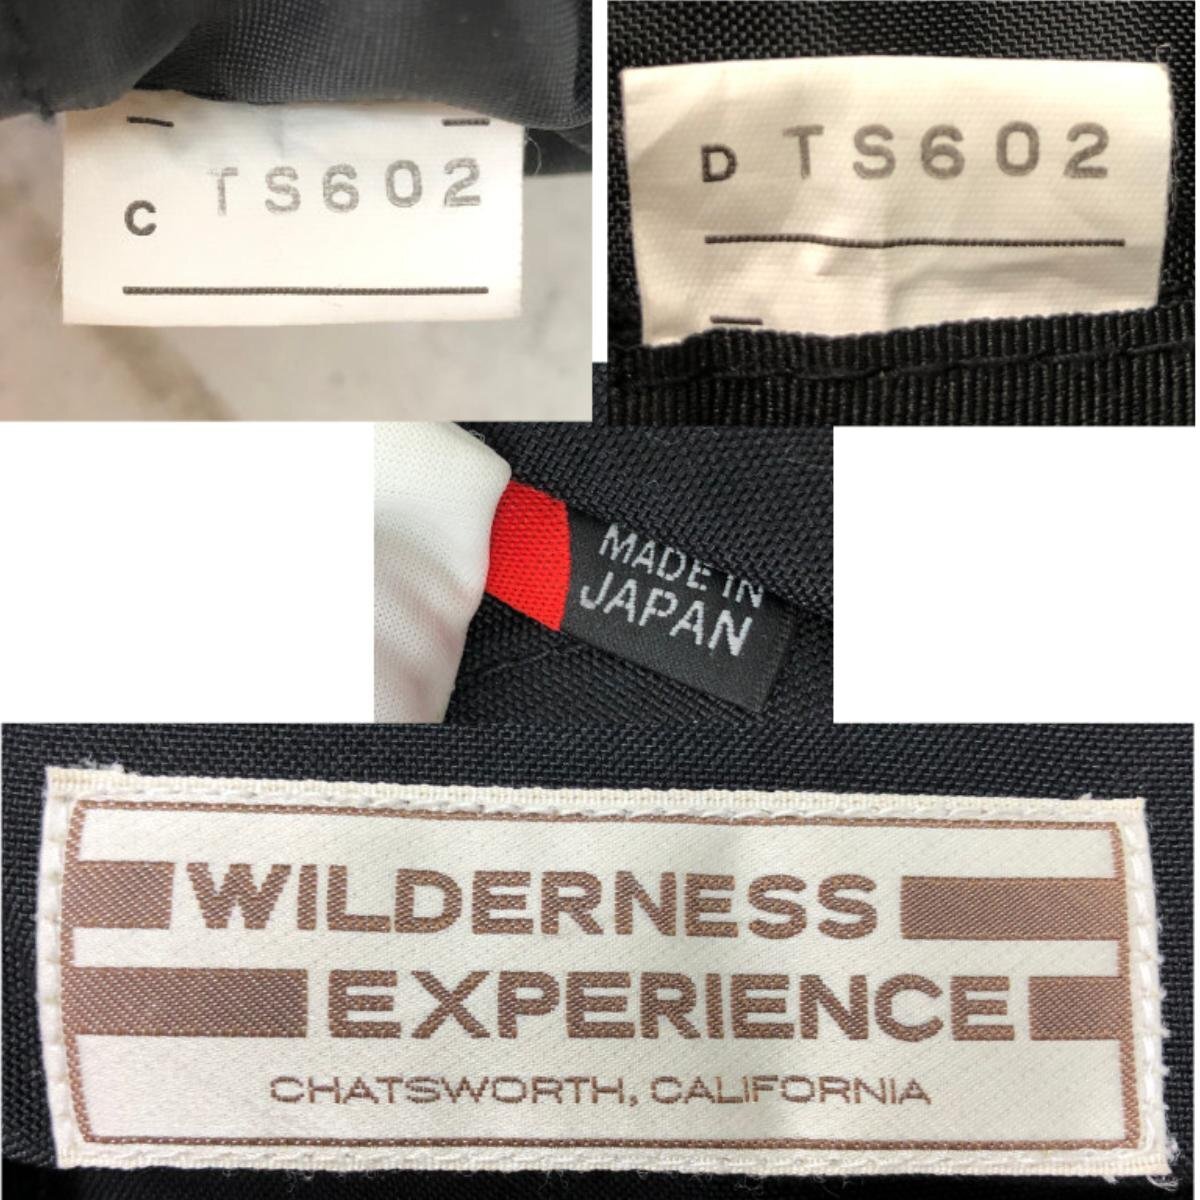 C TS602
D TS602
MADE IN
JAPAN
WILDERNESS
EXPERIENCE
CHATSWORTH, CALIFORNIA